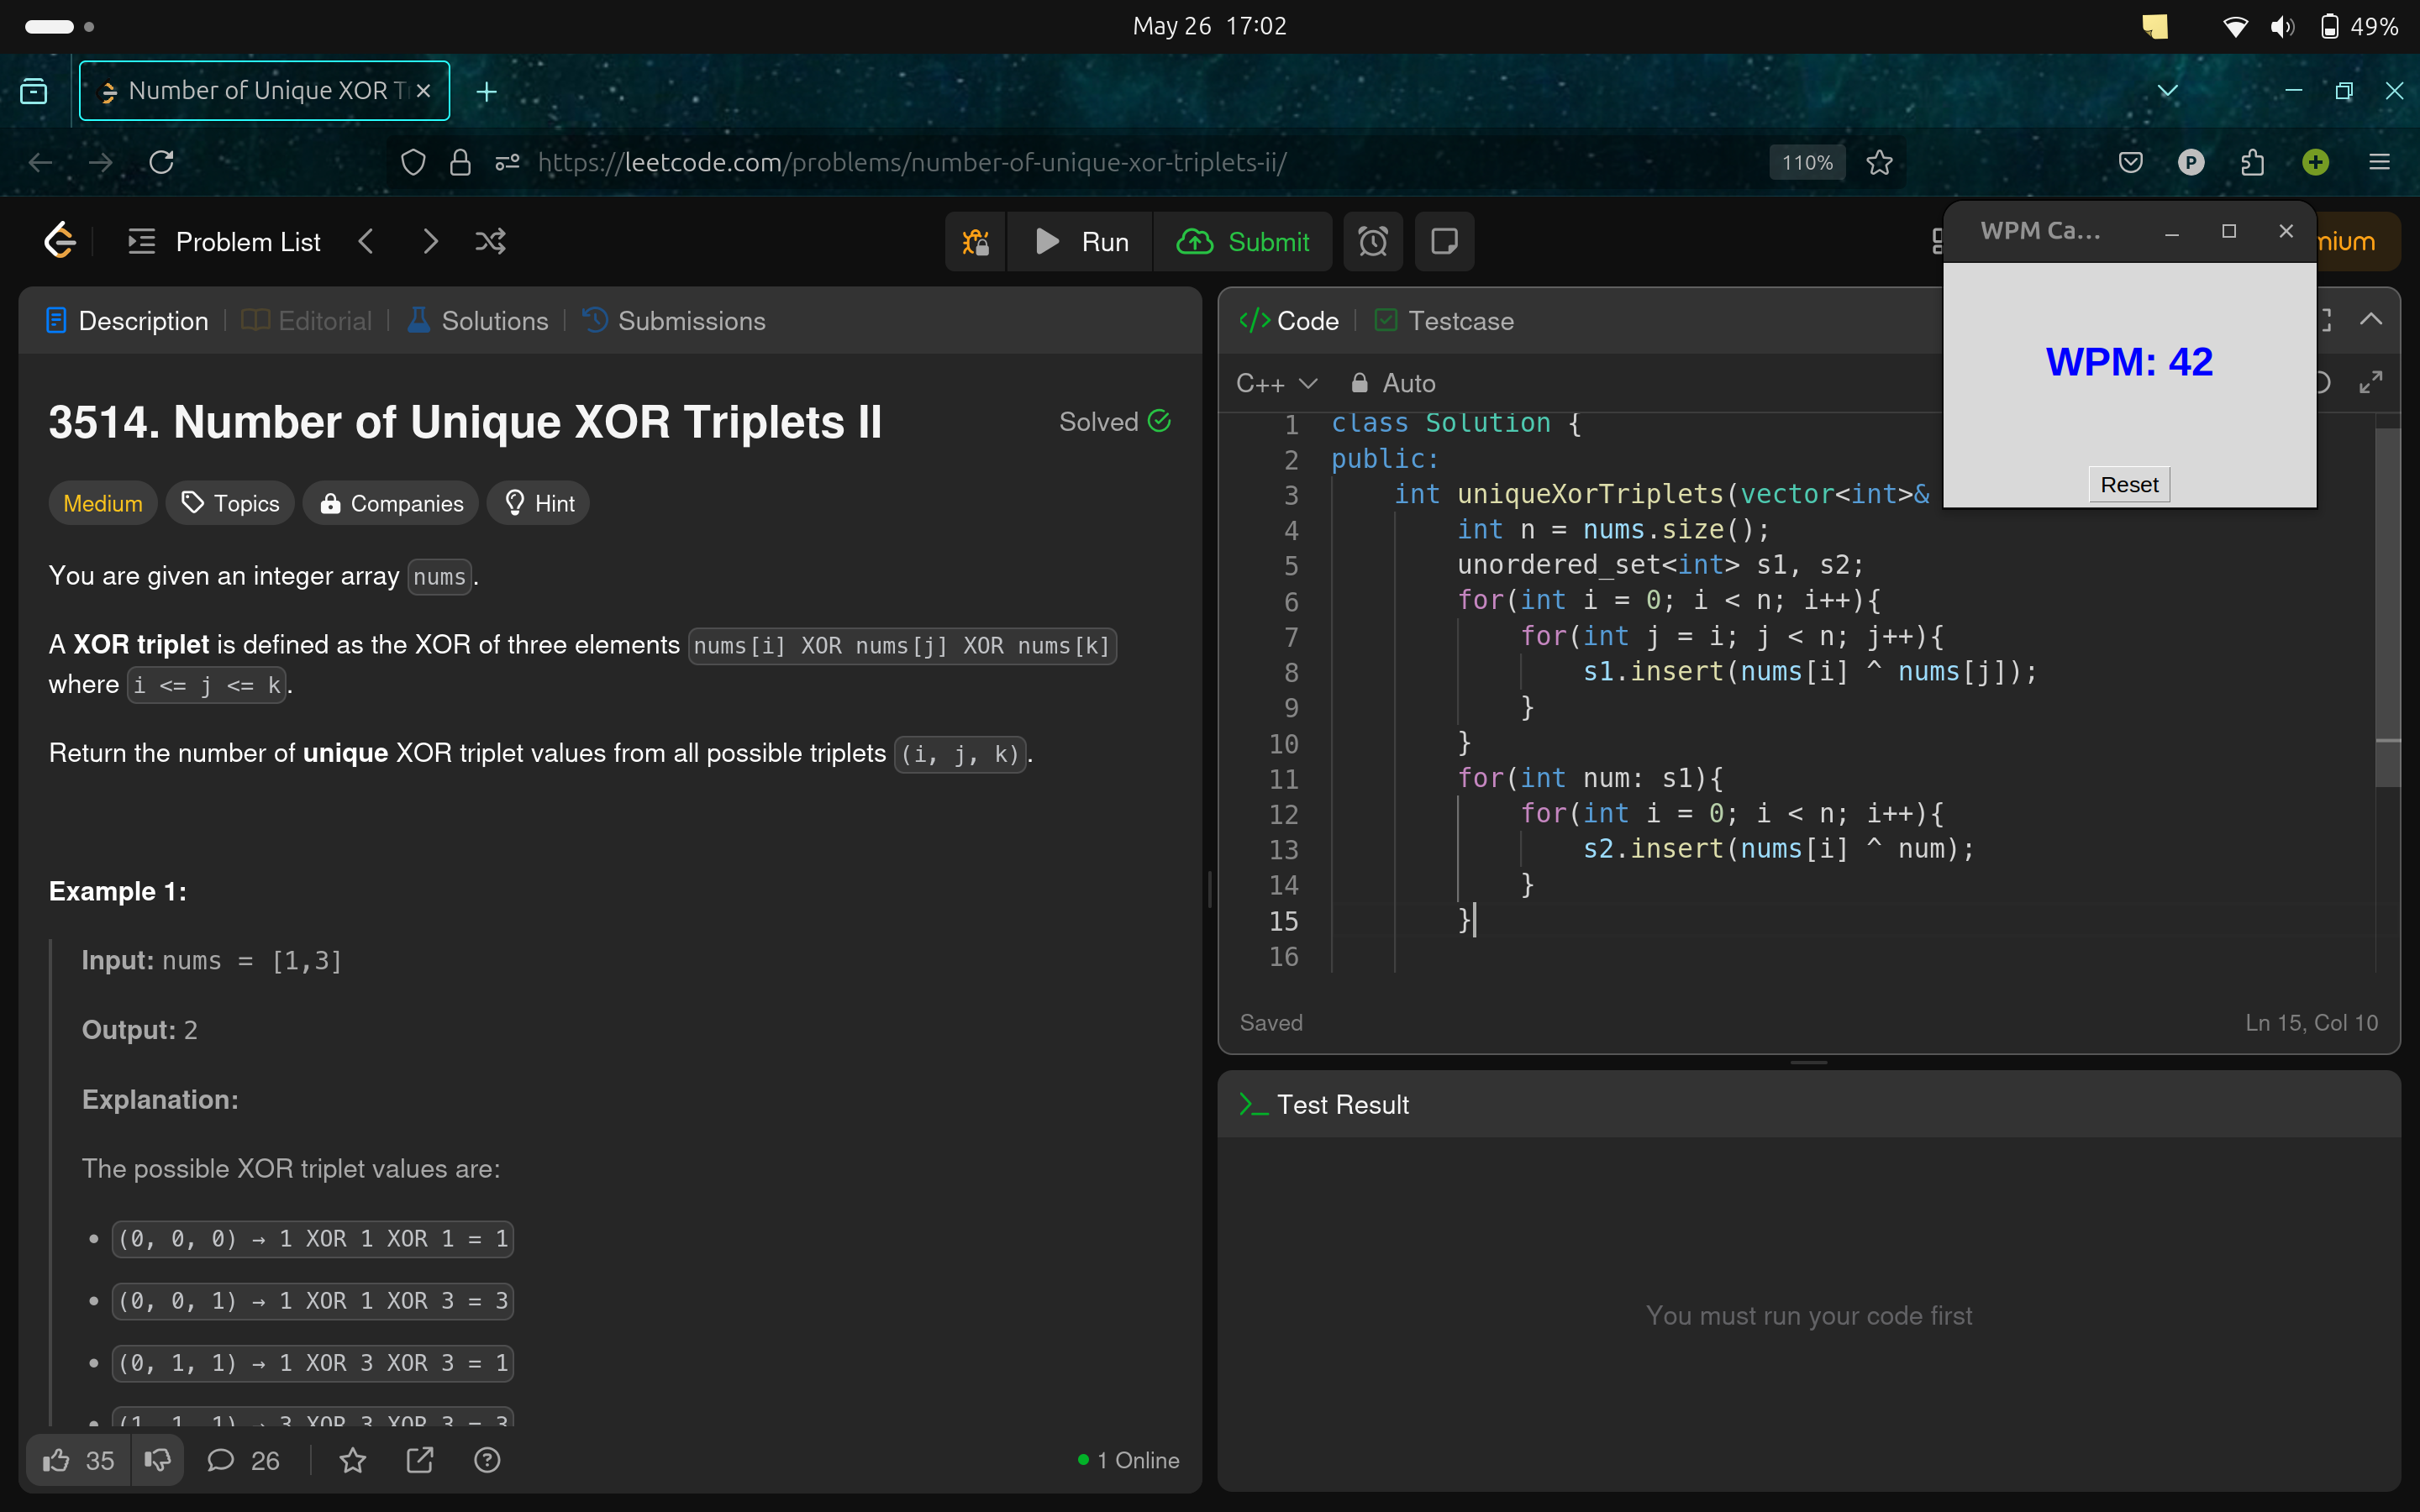 May 26 17:02
49%
Number of Unique XOR T
https://leetcode.com/problems/number-of-unique-xor-triplets-ii/
110%
P
Problem List
Run
Submit
WPM Ca...
WPM: 42
Reset
Description
Editorial
Solutions
Submissions
3514. Number of Unique XOR Triplets II
Solved
Medium
Topics
Companies
Hint
You are given an integer array nums.
A XOR triplet is defined as the XOR of three elements nums[i] XOR nums[j] XOR nums[k]
where i <= j <= k.
Return the number of unique XOR triplet values from all possible triplets (i, j, k).
Example 1:
Input: nums = [1,3]
Output: 2
Explanation:
The possible XOR triplet values are:
(0, 0, 0) → 1 XOR 1 XOR 1 = 1
(0, 0, 1) → 1 XOR 1 XOR 3 = 3
(0, 1, 1) → 1 XOR 3 XOR 3 = 1
(1, 1, 1) → 3 XOR 3 XOR 3 = 3
35
26
1 Online
Code
Testcase
C++
Auto
1 class Solution {
2 public:
3 int uniqueXorTriplets(vector<int>&
4 int n = nums.size();
5 unordered_set<int> s1, s2;
6 for(int i = 0; i < n; i++){
7 for(int j = i; j < n; j++){
8 s1.insert(nums[i] ^ nums[j]);
9 }
10 }
11 for(int num: s1){
12 for(int i = 0; i < n; i++){
13 s2.insert(nums[i] ^ num);
14 }
15 }
16
Saved
Ln 15, Col 10
Test Result
You must run your code first